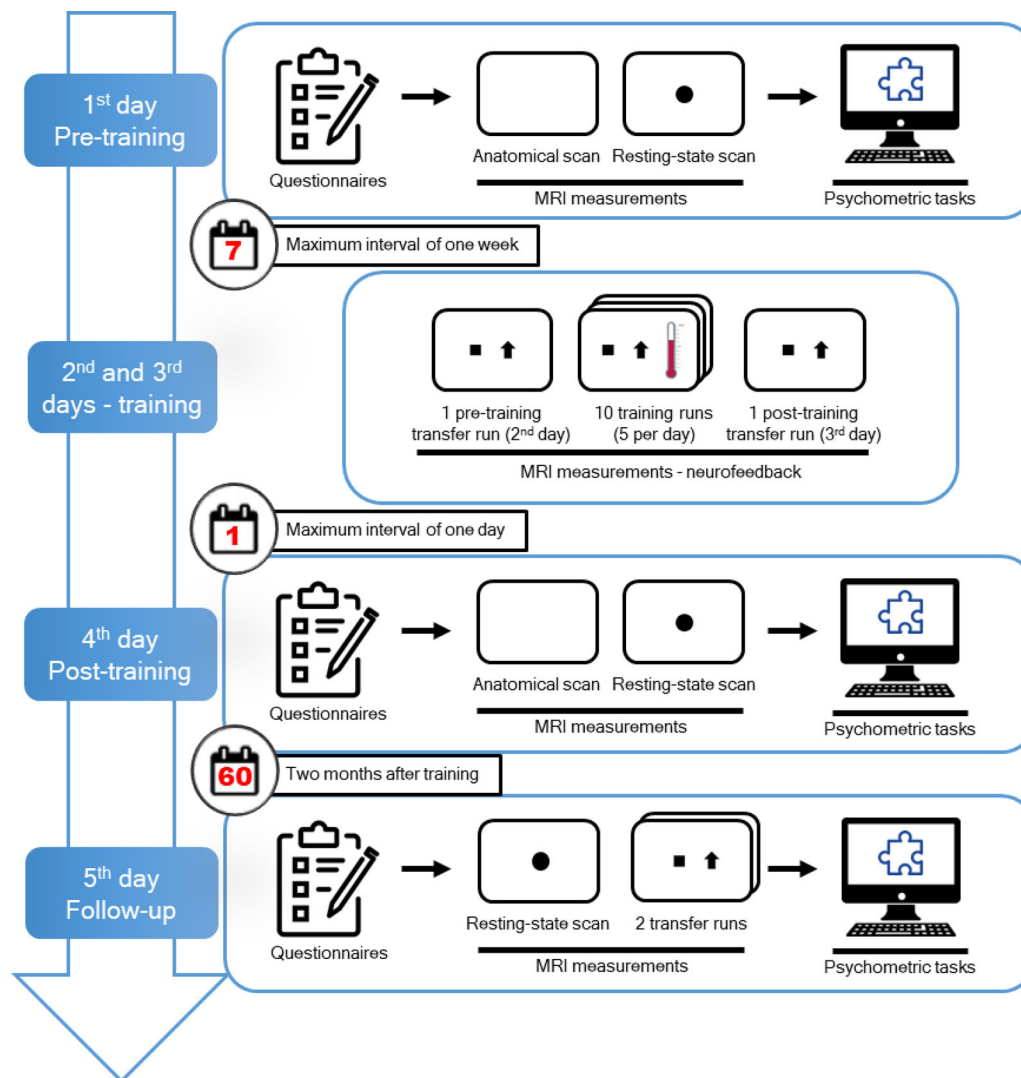 1st day
Pre-training
Questionnaires
Anatomical scan
Resting-state scan
MRI measurements
Psychometric tasks
7
Maximum interval of one week
2nd and 3rd
days - training
1 pre-training
transfer run (2nd day)
10 training runs
(5 per day)
1 post-training
transfer run (3rd day)
MRI measurements - neurofeedback
1
Maximum interval of one day
4th day
Post-training
Questionnaires
Anatomical scan
Resting-state scan
MRI measurements
Psychometric tasks
60
Two months after training
5th day
Follow-up
Questionnaires
Resting-state scan
2 transfer runs
MRI measurements
Psychometric tasks